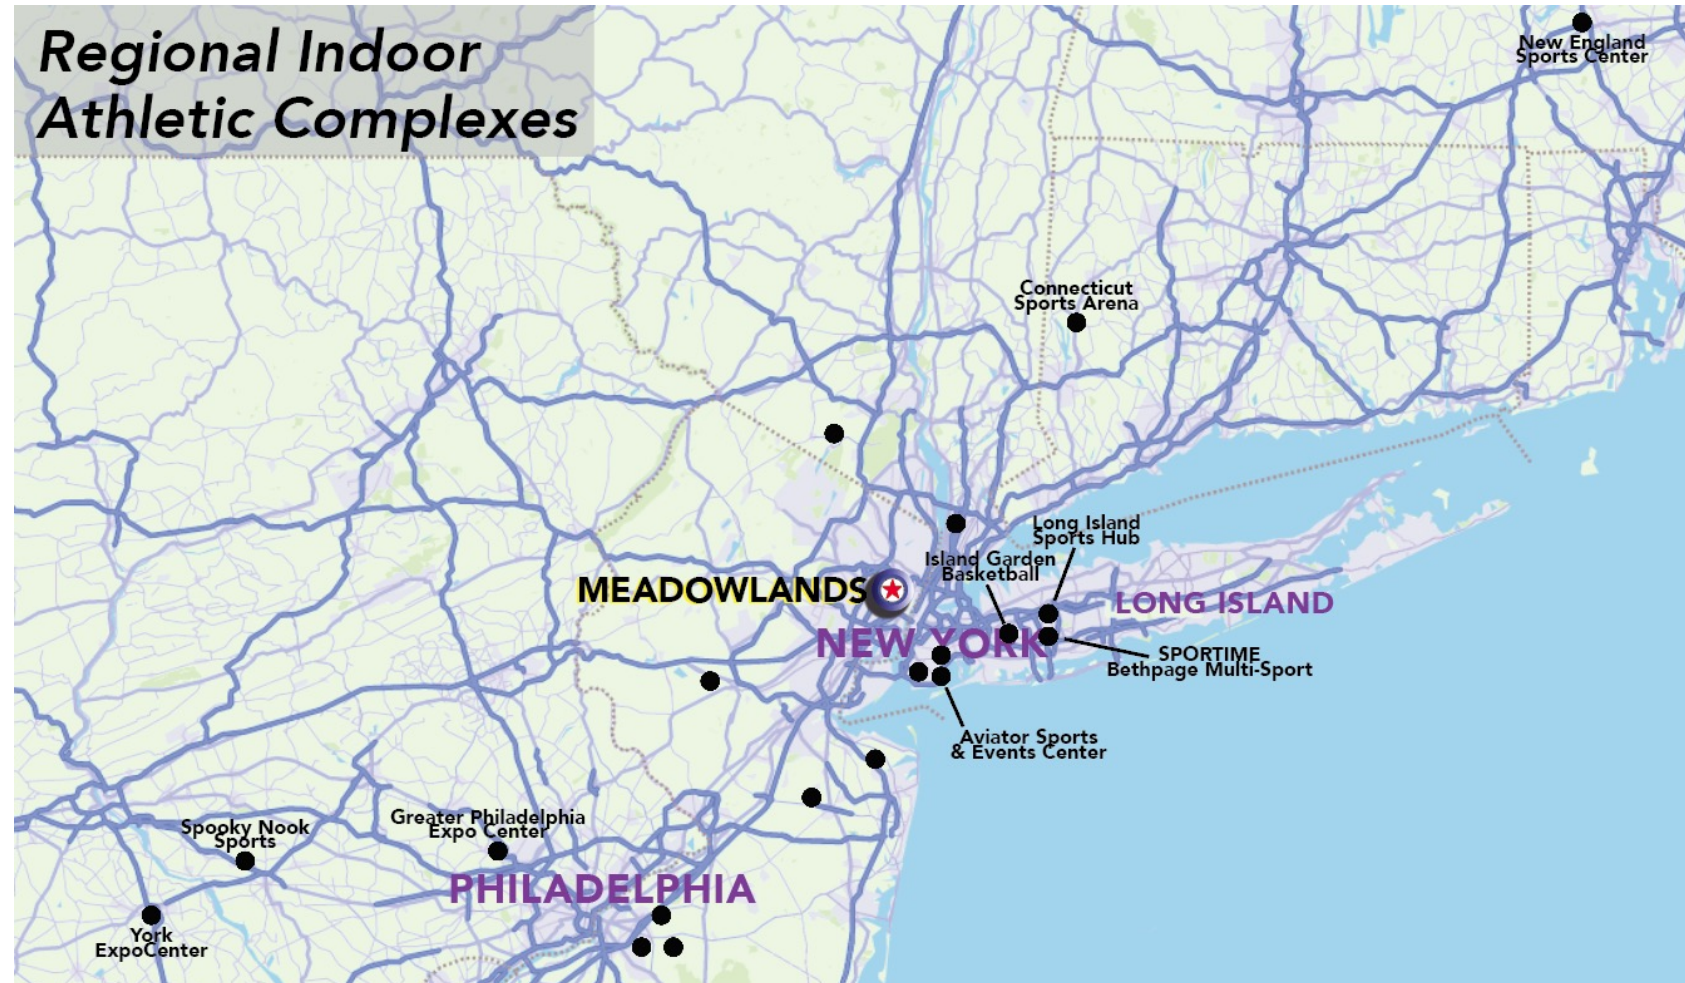 Regional Indoor
Athletic Complexes
New England
Sports Center
Connecticut
Sports Arena
Long Island
Sports Hub
Island Garden
Basketball
MEADOWLANDS
LONG ISLAND
NEW YORK
SPORTIME
Bethpage Multi-Sport
Aviator Sports
& Events Center
Greater Philadelphia
Expo Center
Spooky Nook
Sports
PHILADELPHIA
York
ExpoCenter